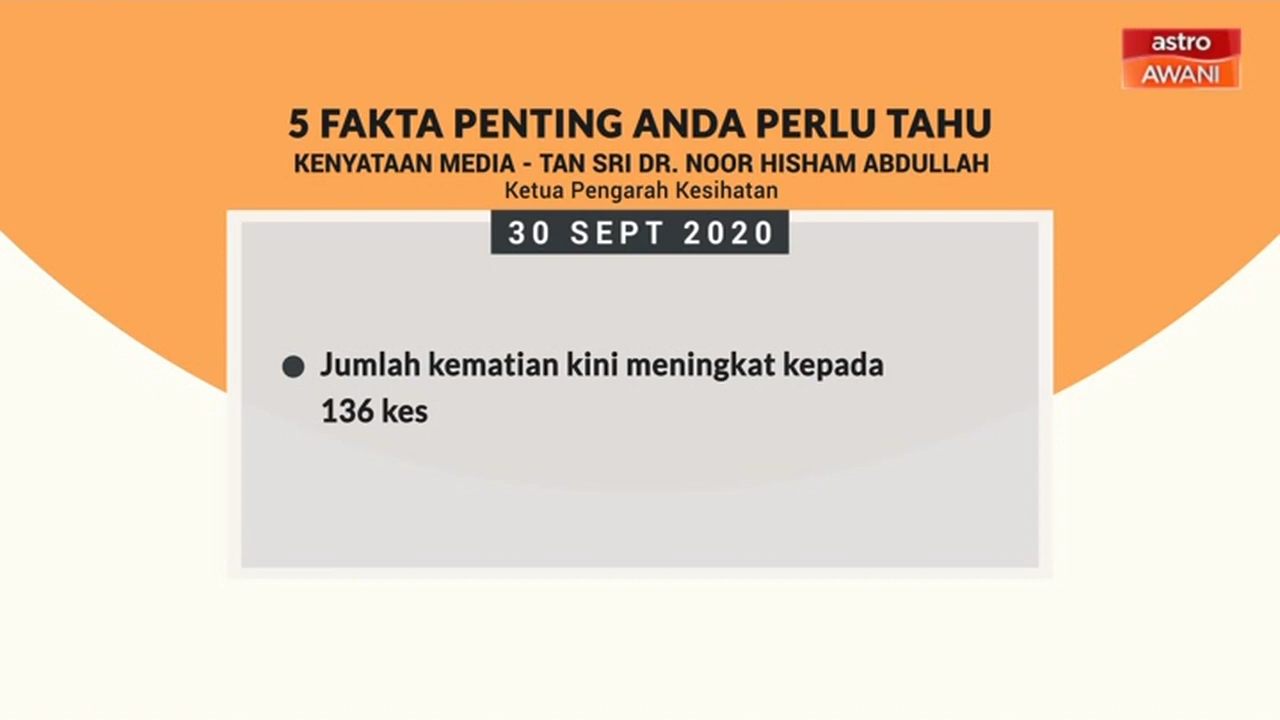 astro
AWANI
5 FAKTA PENTING ANDA PERLU TAHU
KENYATAAN MEDIA - TAN SRI DR. NOOR HISHAM ABDULLAH
Ketua Pengarah Kesihatan
30 SEPT 2020
Jumlah kematian kini meningkat kepada
136 kes